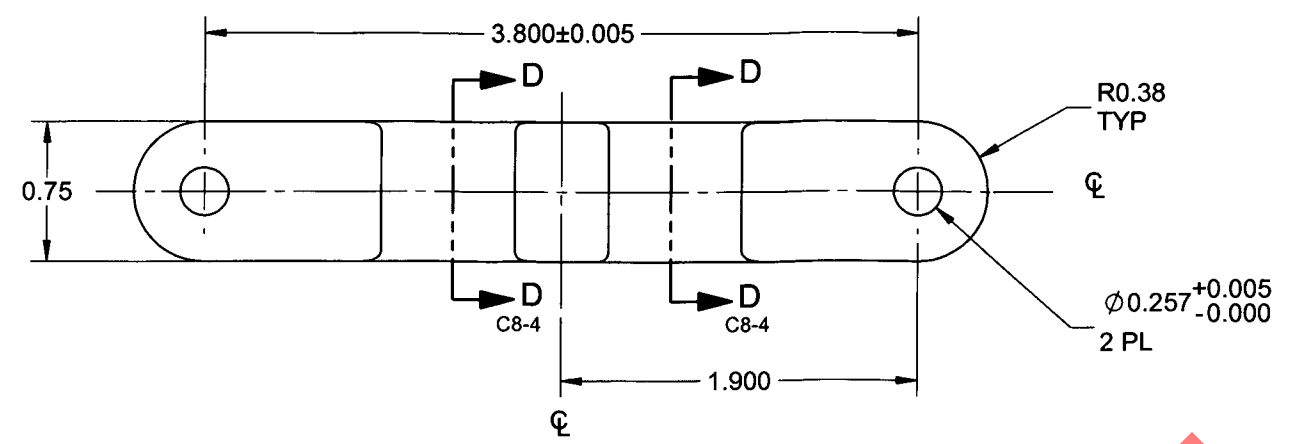 3.800±0.005
D
D
R0.38
TYP
0.75
℄
D
C8-4
D
C8-4
⌀0.257+0.005
-0.000
2 PL
1.900
℄